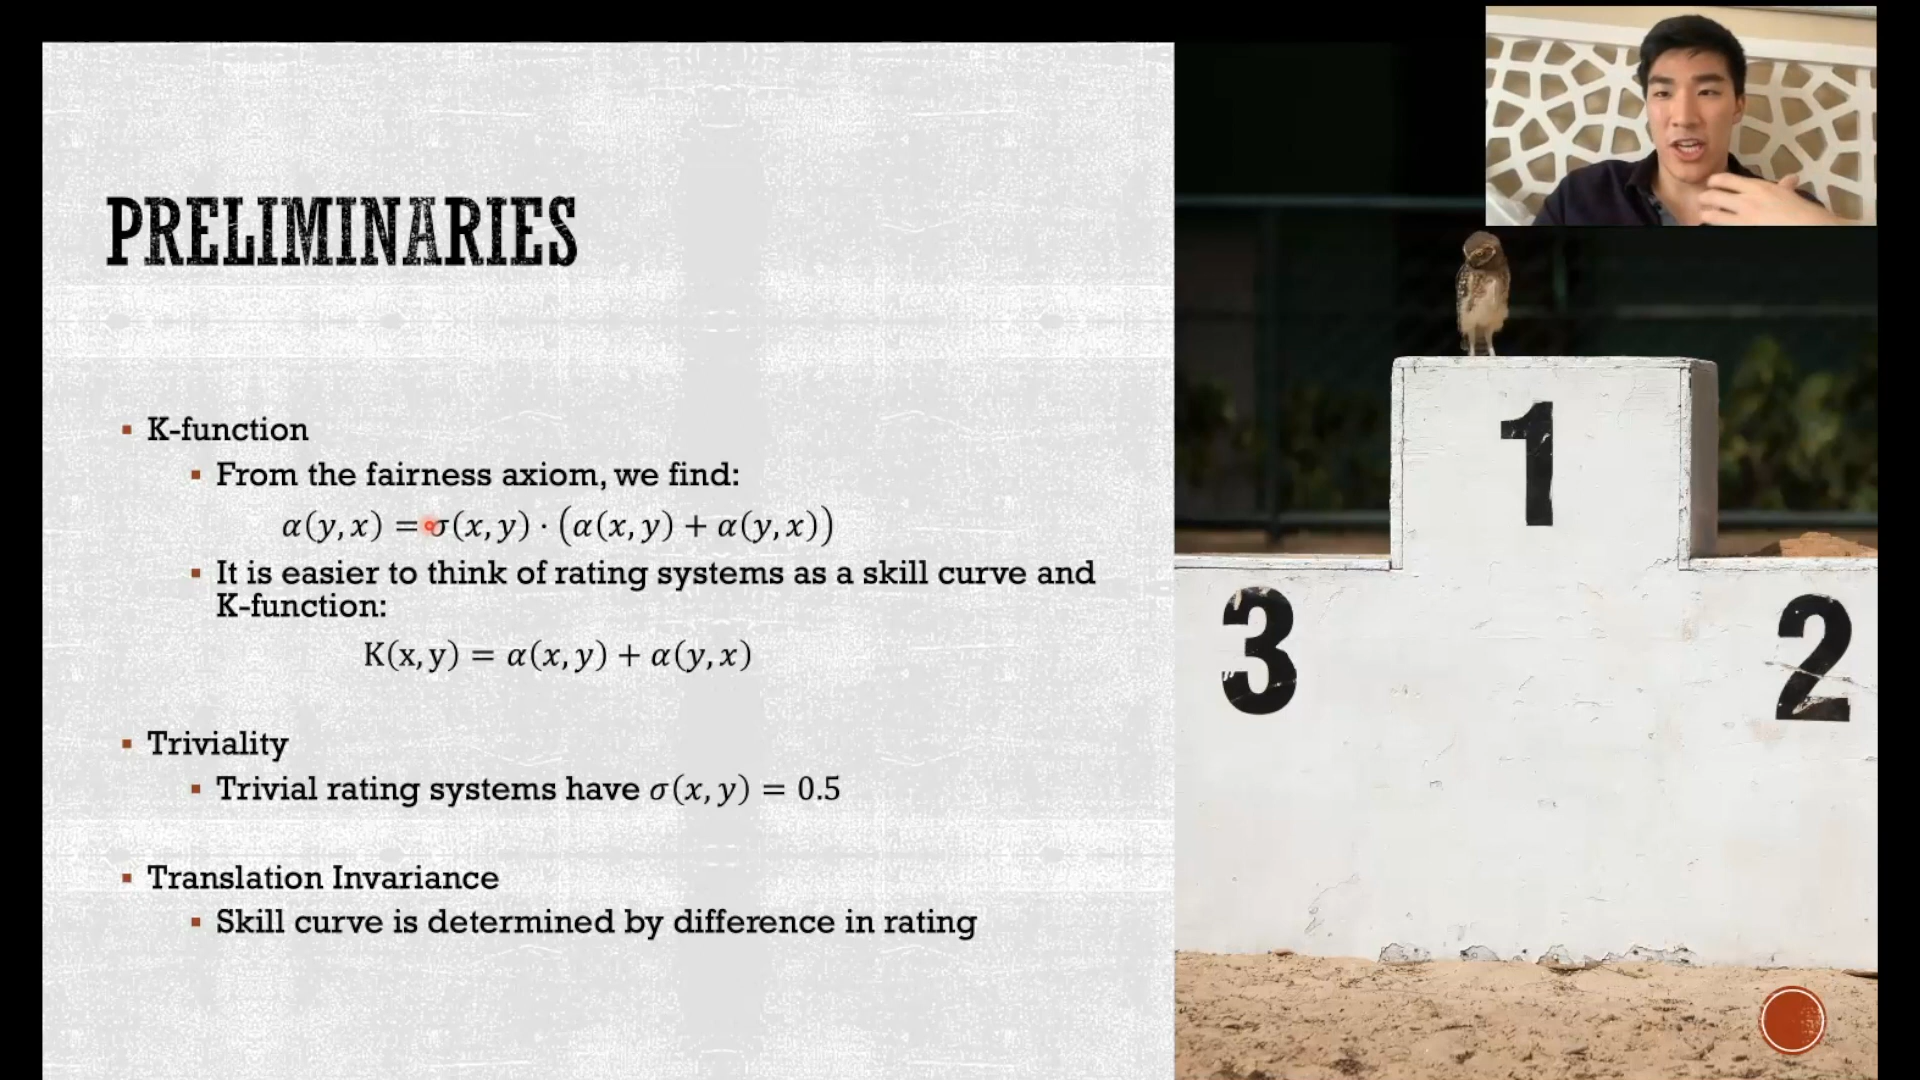 PRELIMINARIES
K-function
From the fairness axiom, we find:
α(y, x) = σ(x, y) · (α(x, y) + α(y, x))
It is easier to think of rating systems as a skill curve and
K-function:
K(x, y) = α(x, y) + α(y, x)
Triviality
Trivial rating systems have σ(x, y) = 0.5
Translation Invariance
Skill curve is determined by difference in rating
1
3
2